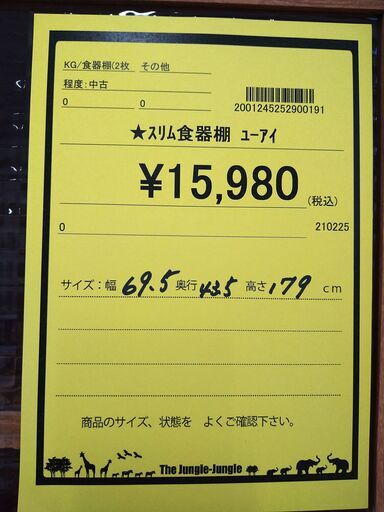 KG/食器棚(2枚 その他
程度:中古
0 0
2001245252900191
★スリム食器棚 ユーアイ
¥15,980(税込)
0 210225
サイズ:幅 69.5 奥行 43.5 高さ 179 cm
商品のサイズ、状態を よくご確認下さい。
The Jungle-Jungle